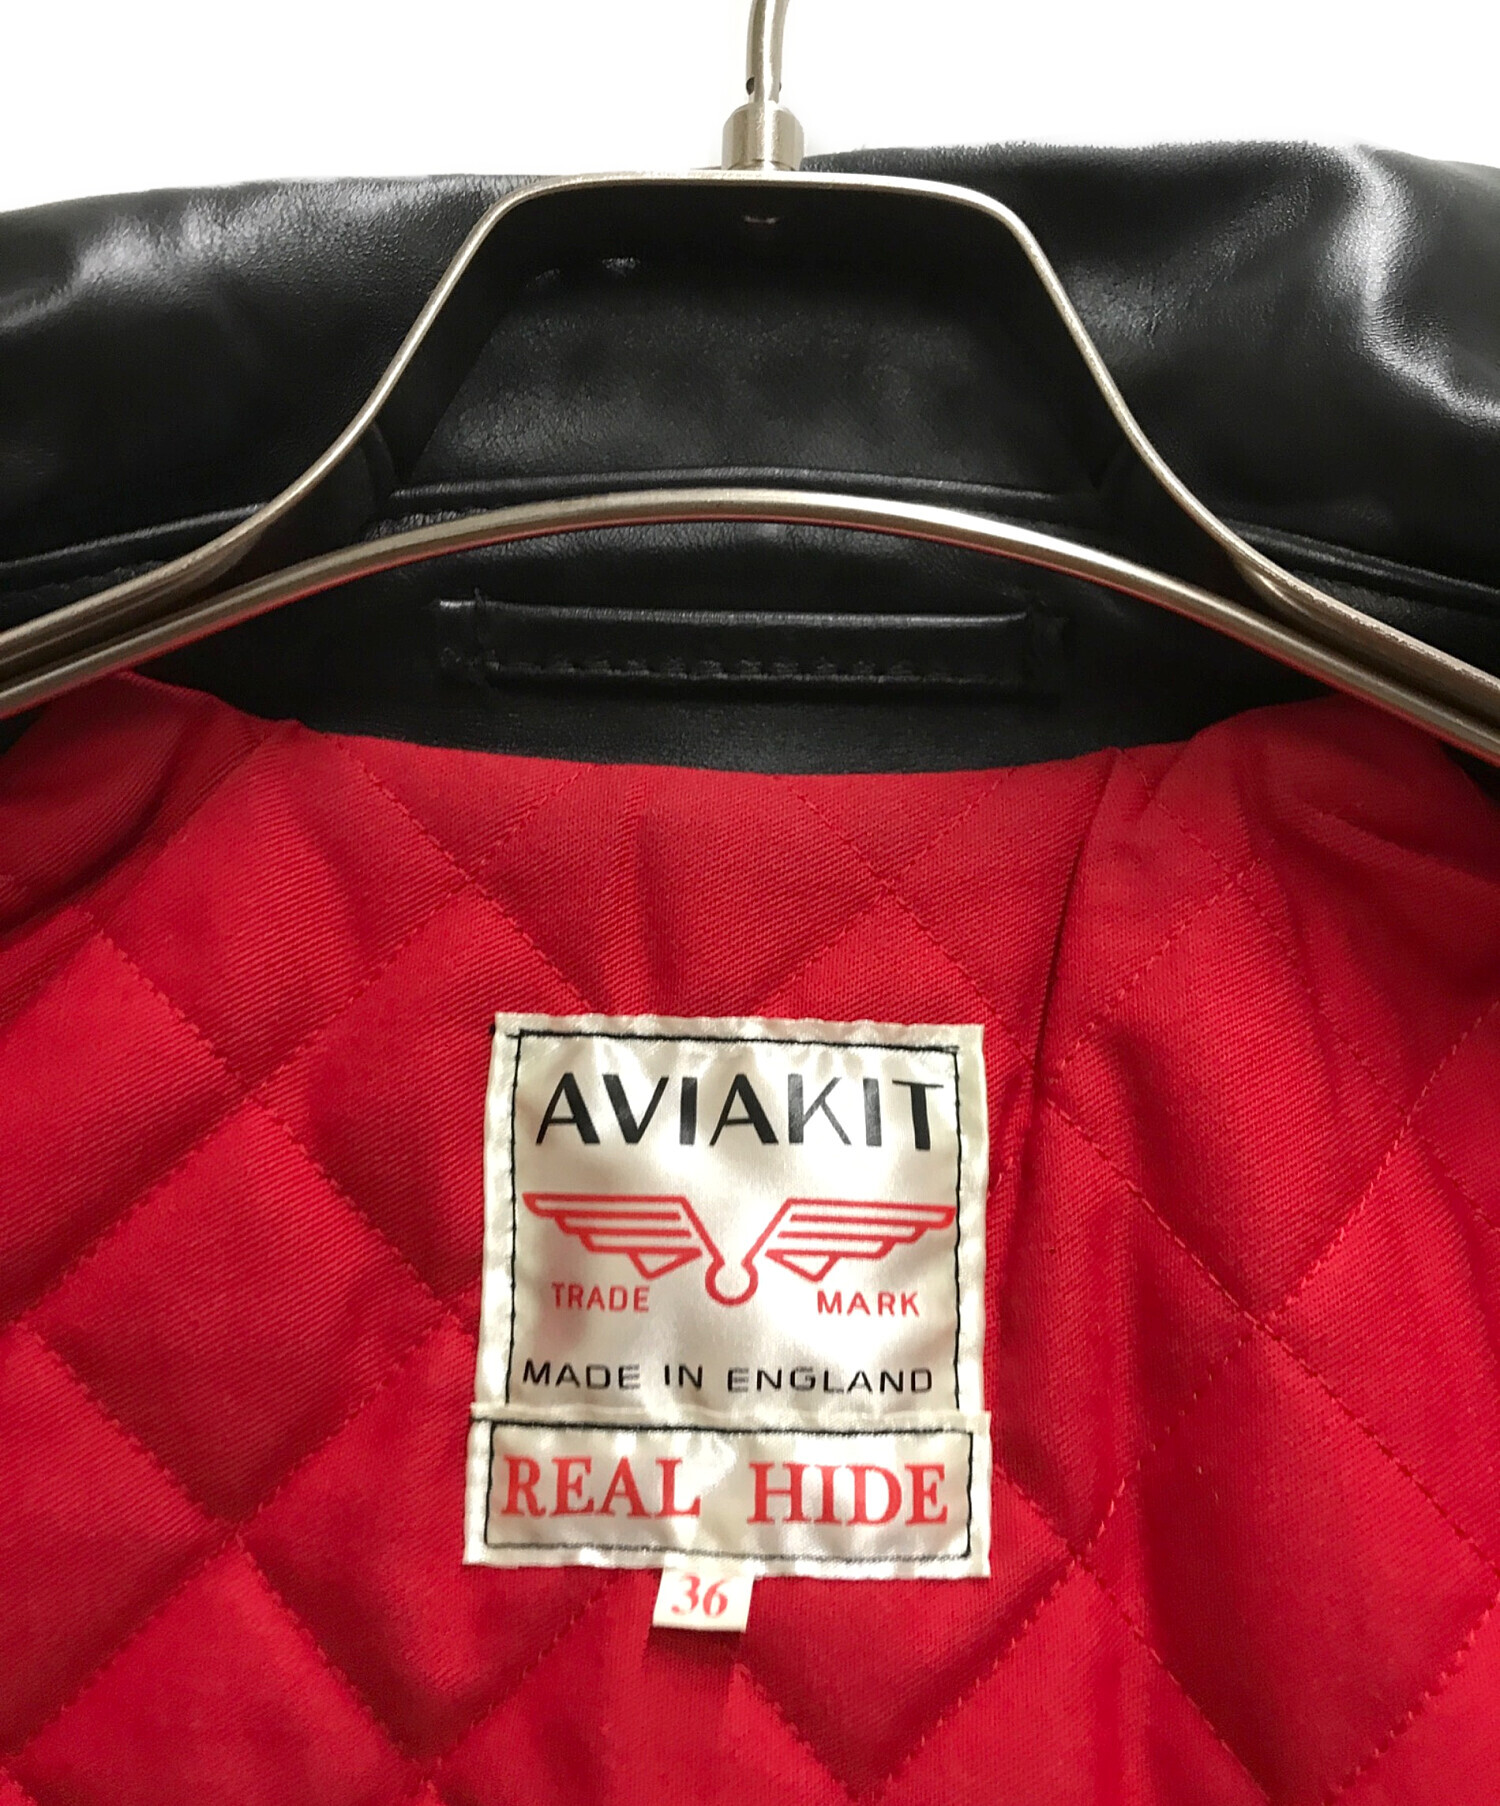 AVIAKIT
TRADE MARK
MADE IN ENGLAND
REAL HIDE
36